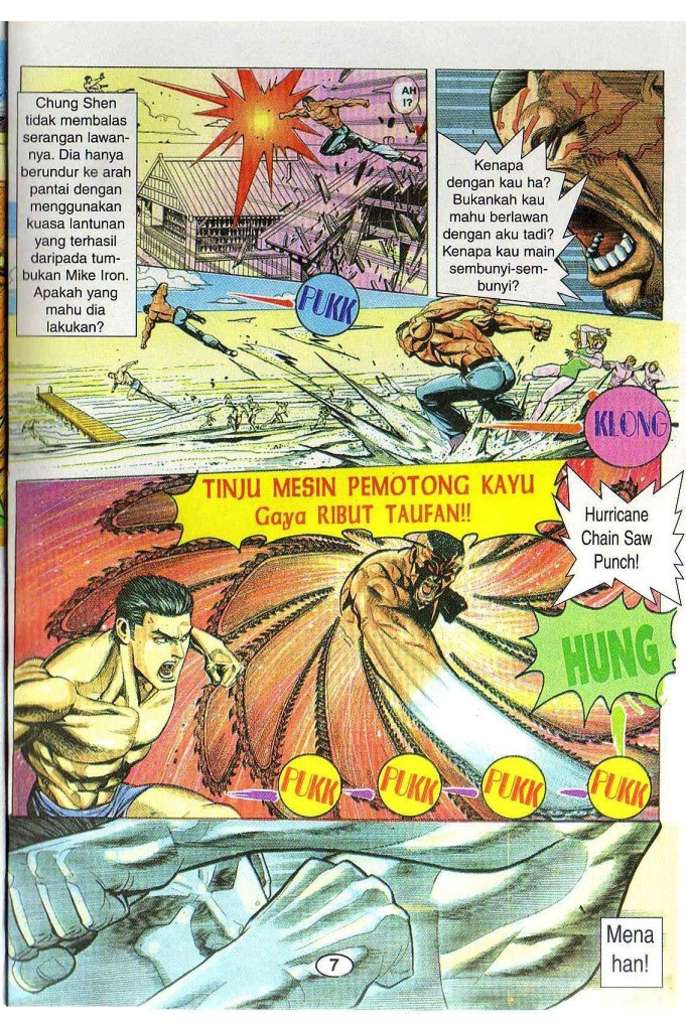 Chung Shen
tidak membalas
serangan lawan-
nya. Dia hanya
berundur ke arah
pantai dengan
menggunakan
kuasa lantunan
yang terhasil
daripada tum-
bukan Mike Iron.
Apakah yang
mahu dia
lakukan?
AH
!?
Kenapa
dengan kau ha?
Bukankah kau
mahu berlawan
dengan aku tadi?
Kenapa kau main
sembunyi-sem-
bunyi?
PUKK
KLONG
TINJU MESIN PEMOTONG KAYU
Gaya RIBUT TAUFAN!!
Hurricane
Chain Saw
Punch!
HUNG
PUKK
PUKK
PUKK
PUKK
Mena
han!
7